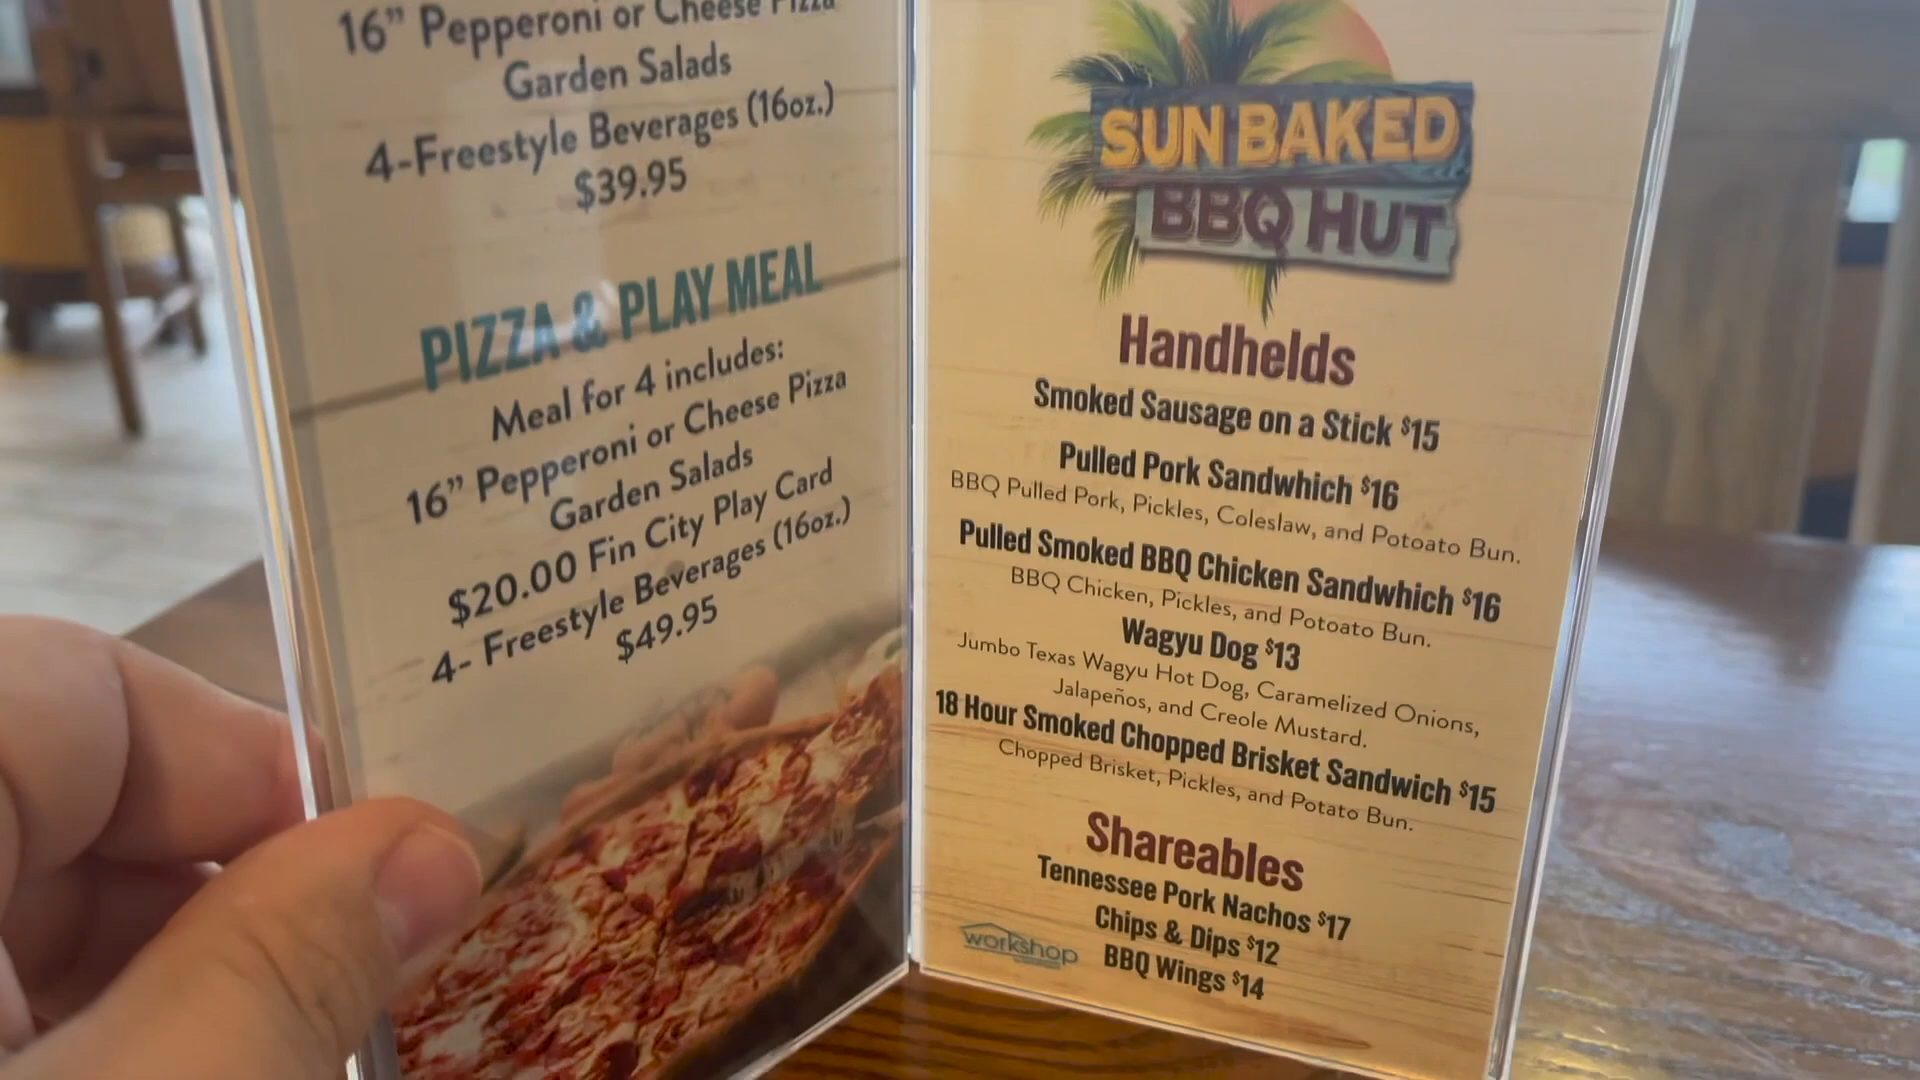 16” Pepperoni or Cheese Pizza
Garden Salads
4-Freestyle Beverages (16oz.)
$39.95
PIZZA & PLAY MEAL
Meal for 4 includes:
16” Pepperoni or Cheese Pizza
Garden Salads
$20.00 Fin City Play Card
4- Freestyle Beverages (16oz.)
$49.95
SUN BAKED
BBQ HUT
Handhelds
Smoked Sausage on a Stick $15
Pulled Pork Sandwhich $16
BBQ Pulled Pork, Pickles, Coleslaw, and Potoato Bun.
Pulled Smoked BBQ Chicken Sandwhich $16
BBQ Chicken, Pickles, and Potoato Bun.
Wagyu Dog $13
Jumbo Texas Wagyu Hot Dog, Caramelized Onions,
Jalapeños, and Creole Mustard.
18 Hour Smoked Chopped Brisket Sandwich $15
Chopped Brisket, Pickles, and Potato Bun.
Shareables
Tennessee Pork Nachos $17
Chips & Dips $12
BBQ Wings $14
workshop